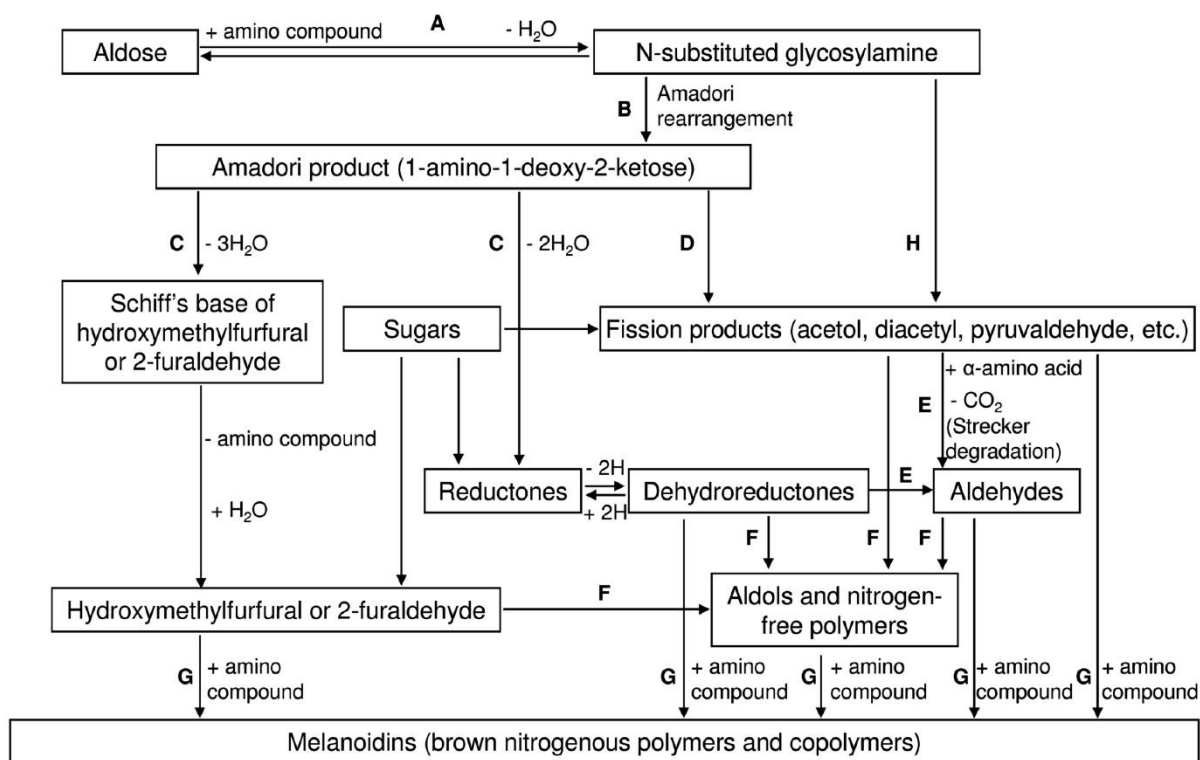 Aldose
+ amino compound
A
- H₂O
N-substituted glycosylamine
B
Amadori
rearrangement
Amadori product (1-amino-1-deoxy-2-ketose)
C
- 3H₂O
C
- 2H₂O
D
H
Schiff's base of
hydroxymethylfurfural
or 2-furaldehyde
Sugars
Fission products (acetol, diacetyl, pyruvaldehyde, etc.)
+ α-amino acid
E
- CO₂
(Strecker
degradation)
- amino compound
+ H₂O
Reductones
- 2H
+ 2H
Dehydroreductones
E
Aldehydes
F
F
F
Hydroxymethylfurfural or 2-furaldehyde
F
Aldols and nitrogen-
free polymers
G
+ amino
compound
G
+ amino
compound
G
+ amino
compound
G
+ amino
compound
G
+ amino
compound
Melanoidins (brown nitrogenous polymers and copolymers)